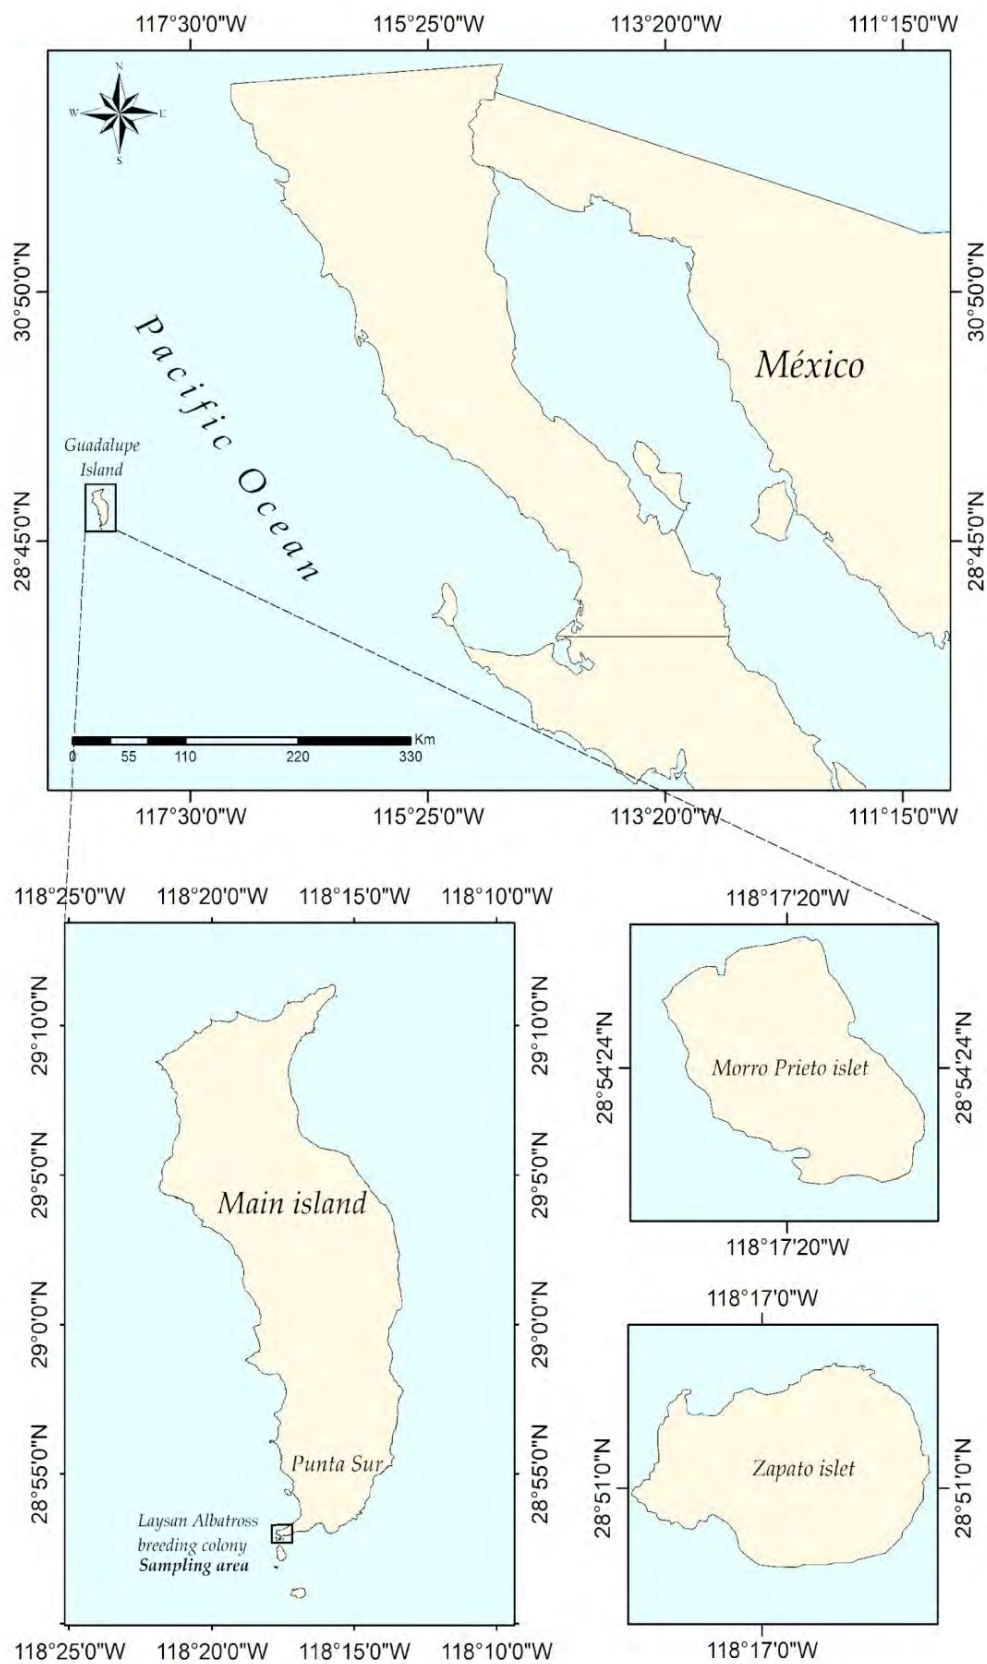 117°30'0"W 115°25'0"W 113°20'0"W 111°15'0"W
N
W E
S
30°50'0"N 30°50'0"N
México
Pacific Ocean
Guadalupe
Island
28°45'0"N 28°45'0"N
Km
0 55 110 220 330
117°30'0"W 115°25'0"W 113°20'0"W 111°15'0"W
118°25'0"W 118°20'0"W 118°15'0"W 118°10'0"W
29°10'0"N 29°10'0"N
29°5'0"N 29°5'0"N
Main island
29°0'0"N 29°0'0"N
Punta Sur
28°55'0"N 28°55'0"N
Laysan Albatross
breeding colony
Sampling area
118°25'0"W 118°20'0"W 118°15'0"W 118°10'0"W
118°17'20"W
28°54'24"N 28°54'24"N
Morro Prieto islet
118°17'20"W
118°17'0"W
28°51'0"N 28°51'0"N
Zapato islet
118°17'0"W